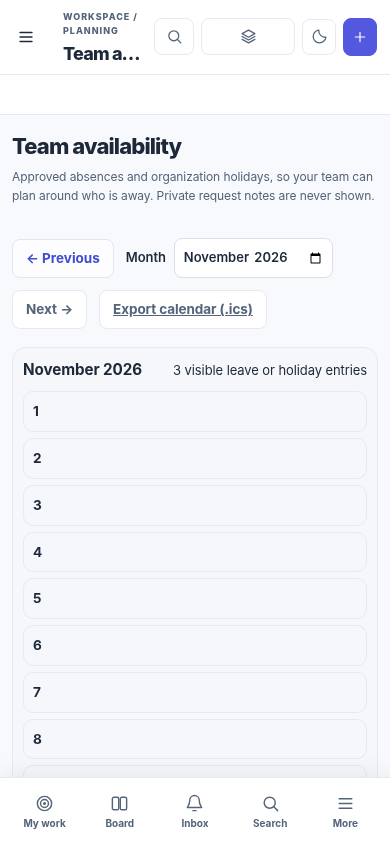 WORKSPACE /
PLANNING
Team a...
Team availability
Approved absences and organization holidays, so your team can
plan around who is away. Private request notes are never shown.
← Previous
Month
November 2026
Next →
Export calendar (.ics)
November 2026
3 visible leave or holiday entries
1
2
3
4
5
6
7
8
My work
Board
Inbox
Search
More